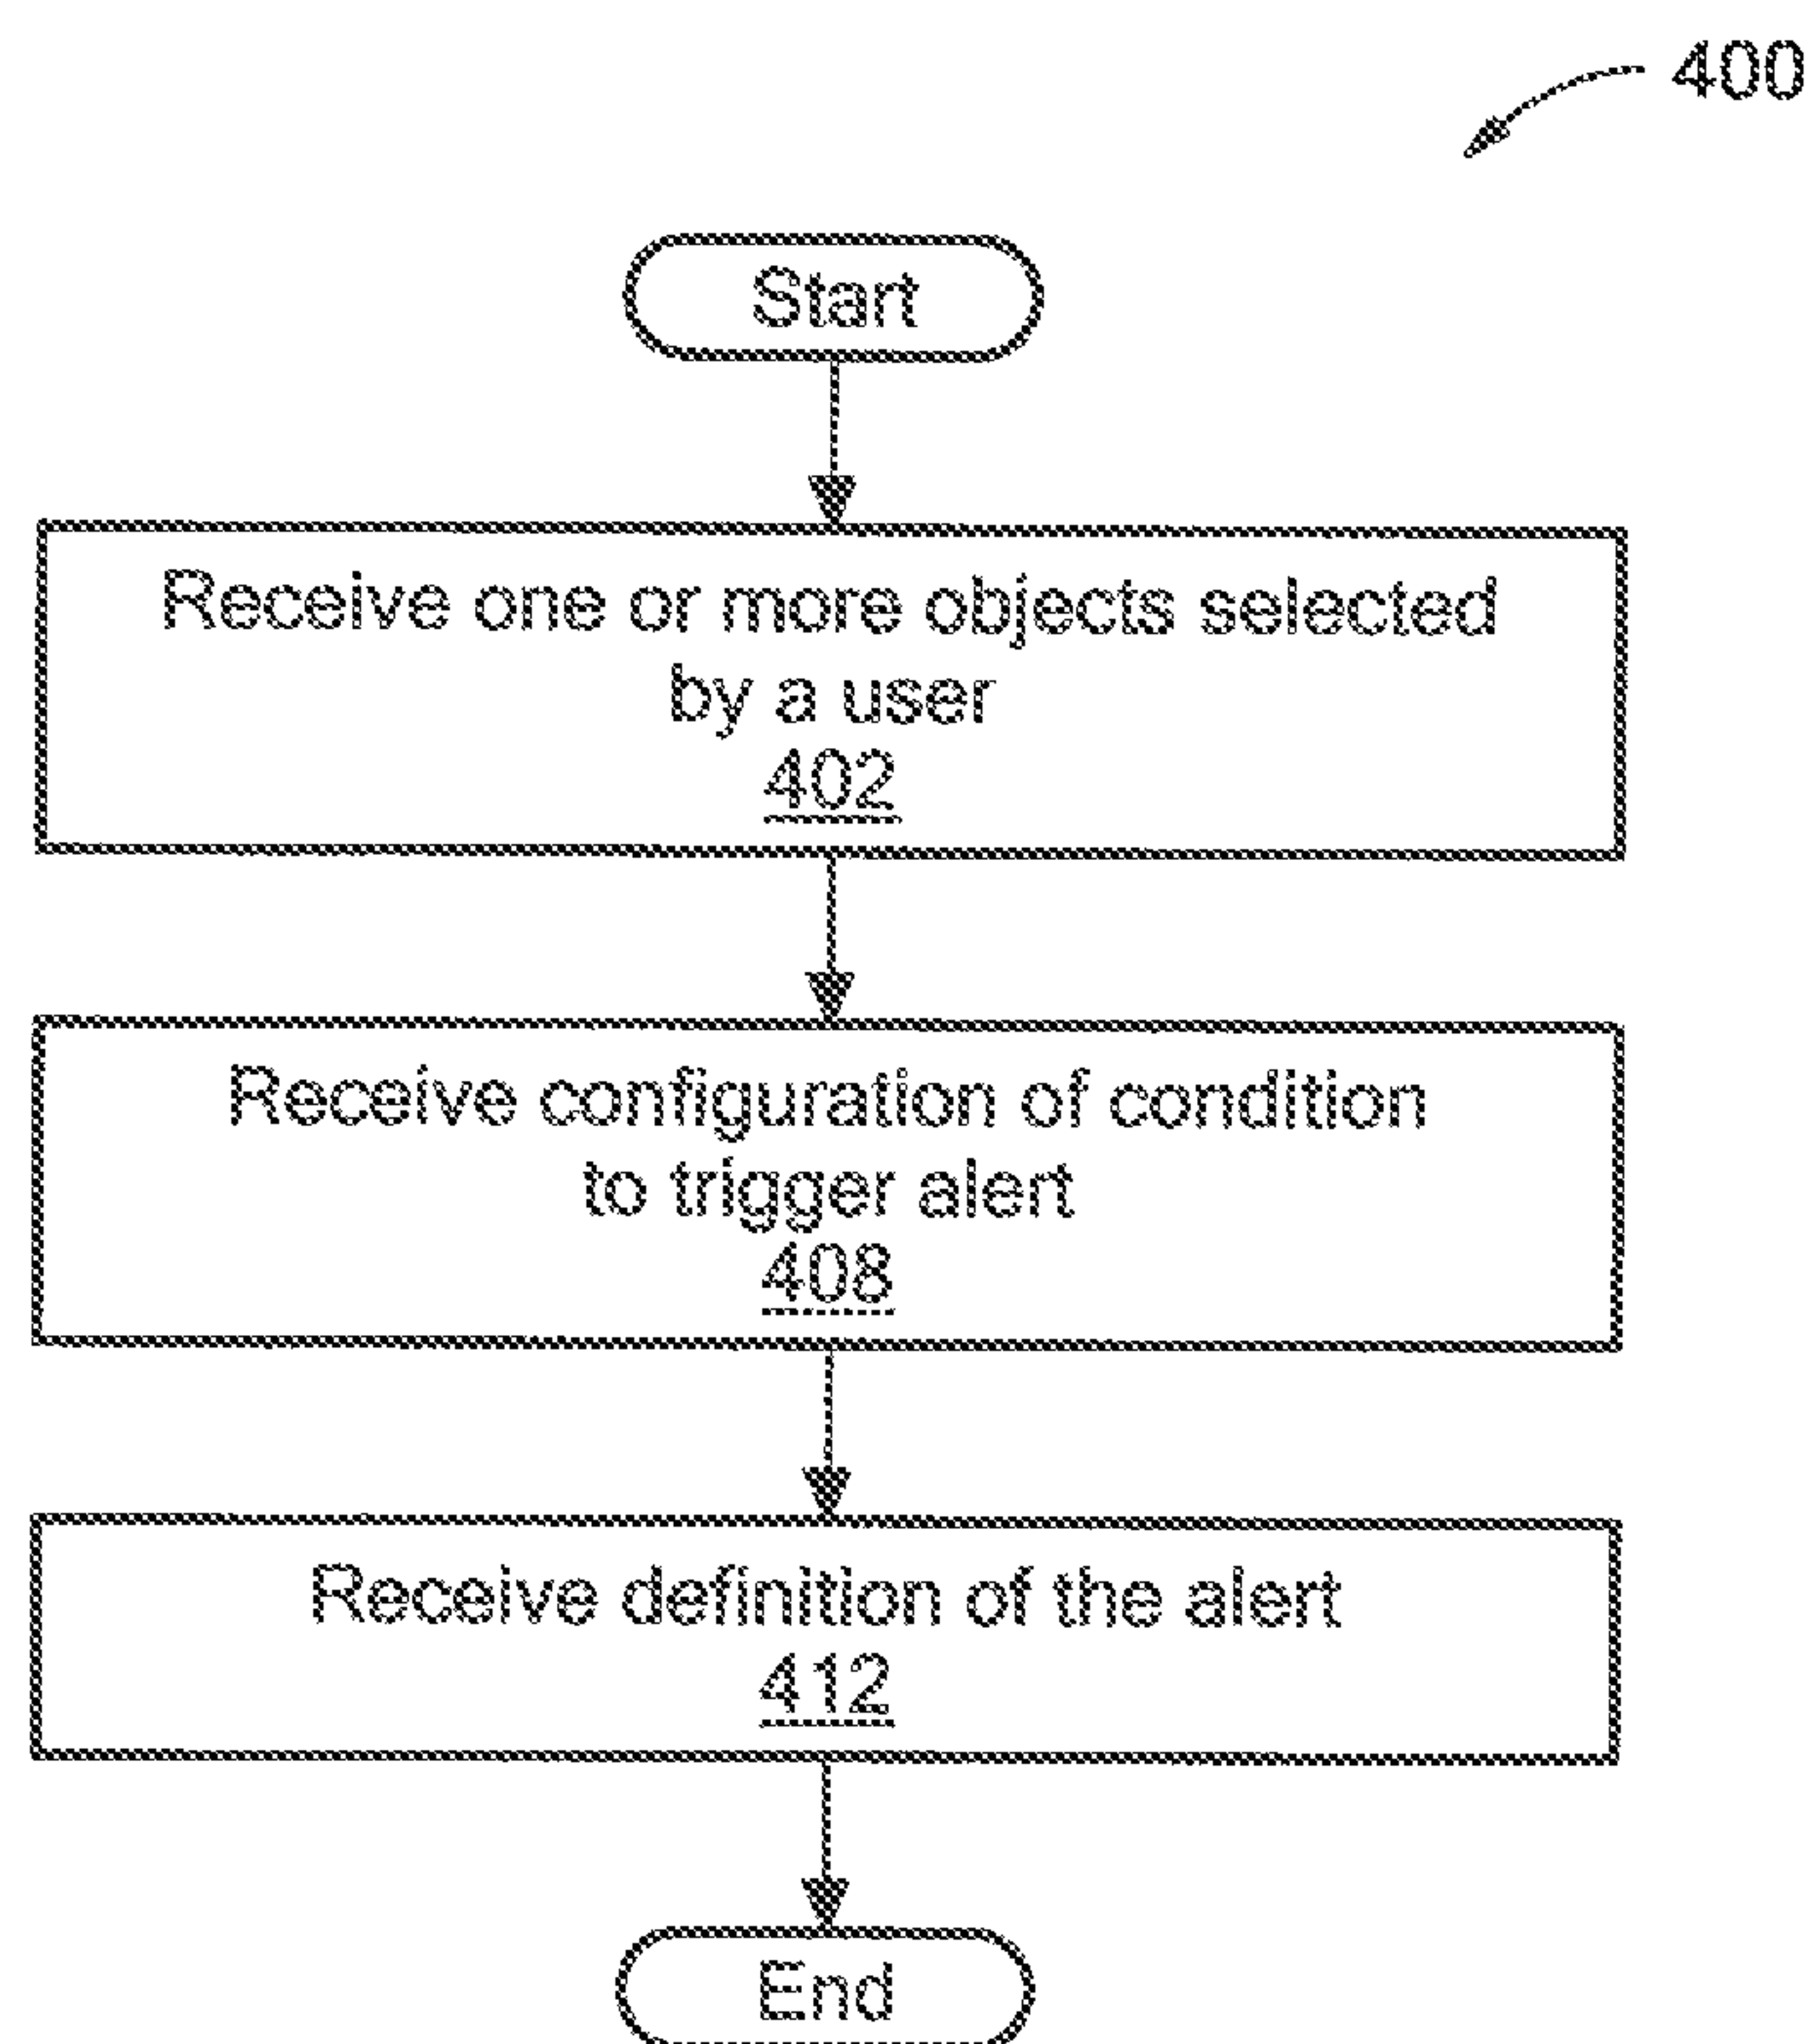 400
Start
Receive one or more objects selected
by a user
402
Receive configuration of condition
to trigger alert
408
Receive definition of the alert
412
End